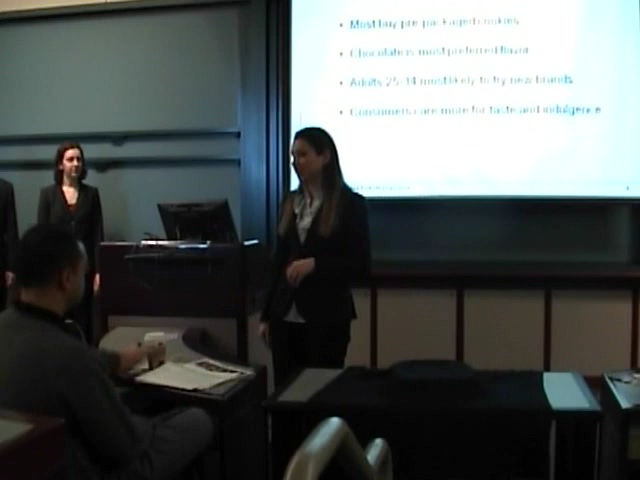 • Most buy pre packaged cookies
• Chocolate is most preferred flavor
• Adults 25-34 most likely to try new brands
• Consumers care more for taste and indulgence